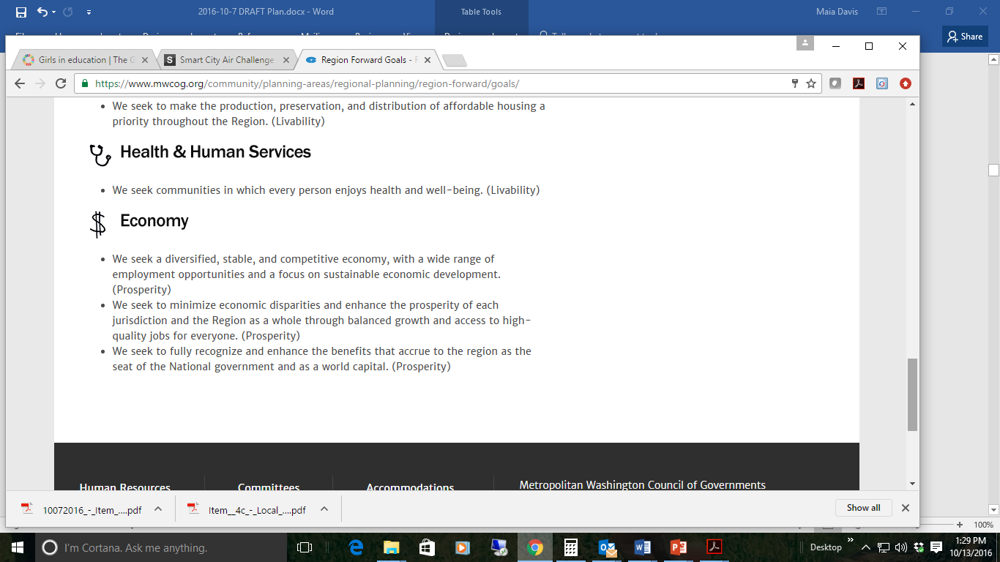 2016-10-7 DRAFT Plan.docx - Word
Table Tools
Maia Davis
Share
Girls in education | The G
Smart City Air Challenge
Region Forward Goals -
https://www.mwcog.org/community/planning-areas/regional-planning/region-forward/goals/
• We seek to make the production, preservation, and distribution of affordable housing a
priority throughout the Region. (Livability)
Health & Human Services
• We seek communities in which every person enjoys health and well-being. (Livability)
Economy
• We seek a diversified, stable, and competitive economy, with a wide range of
employment opportunities and a focus on sustainable economic development.
(Prosperity)
• We seek to minimize economic disparities and enhance the prosperity of each
jurisdiction and the Region as a whole through balanced growth and access to high-
quality jobs for everyone. (Prosperity)
• We seek to fully recognize and enhance the benefits that accrue to the region as the
seat of the National government and as a world capital. (Prosperity)
Human Resources
Committees
Accommodations
Metropolitan Washington Council of Governments
10072016_-_Item_....pdf
Item__4c_-_Local_....pdf
Show all
100%
I'm Cortana. Ask me anything.
Desktop
1:29 PM
10/13/2016